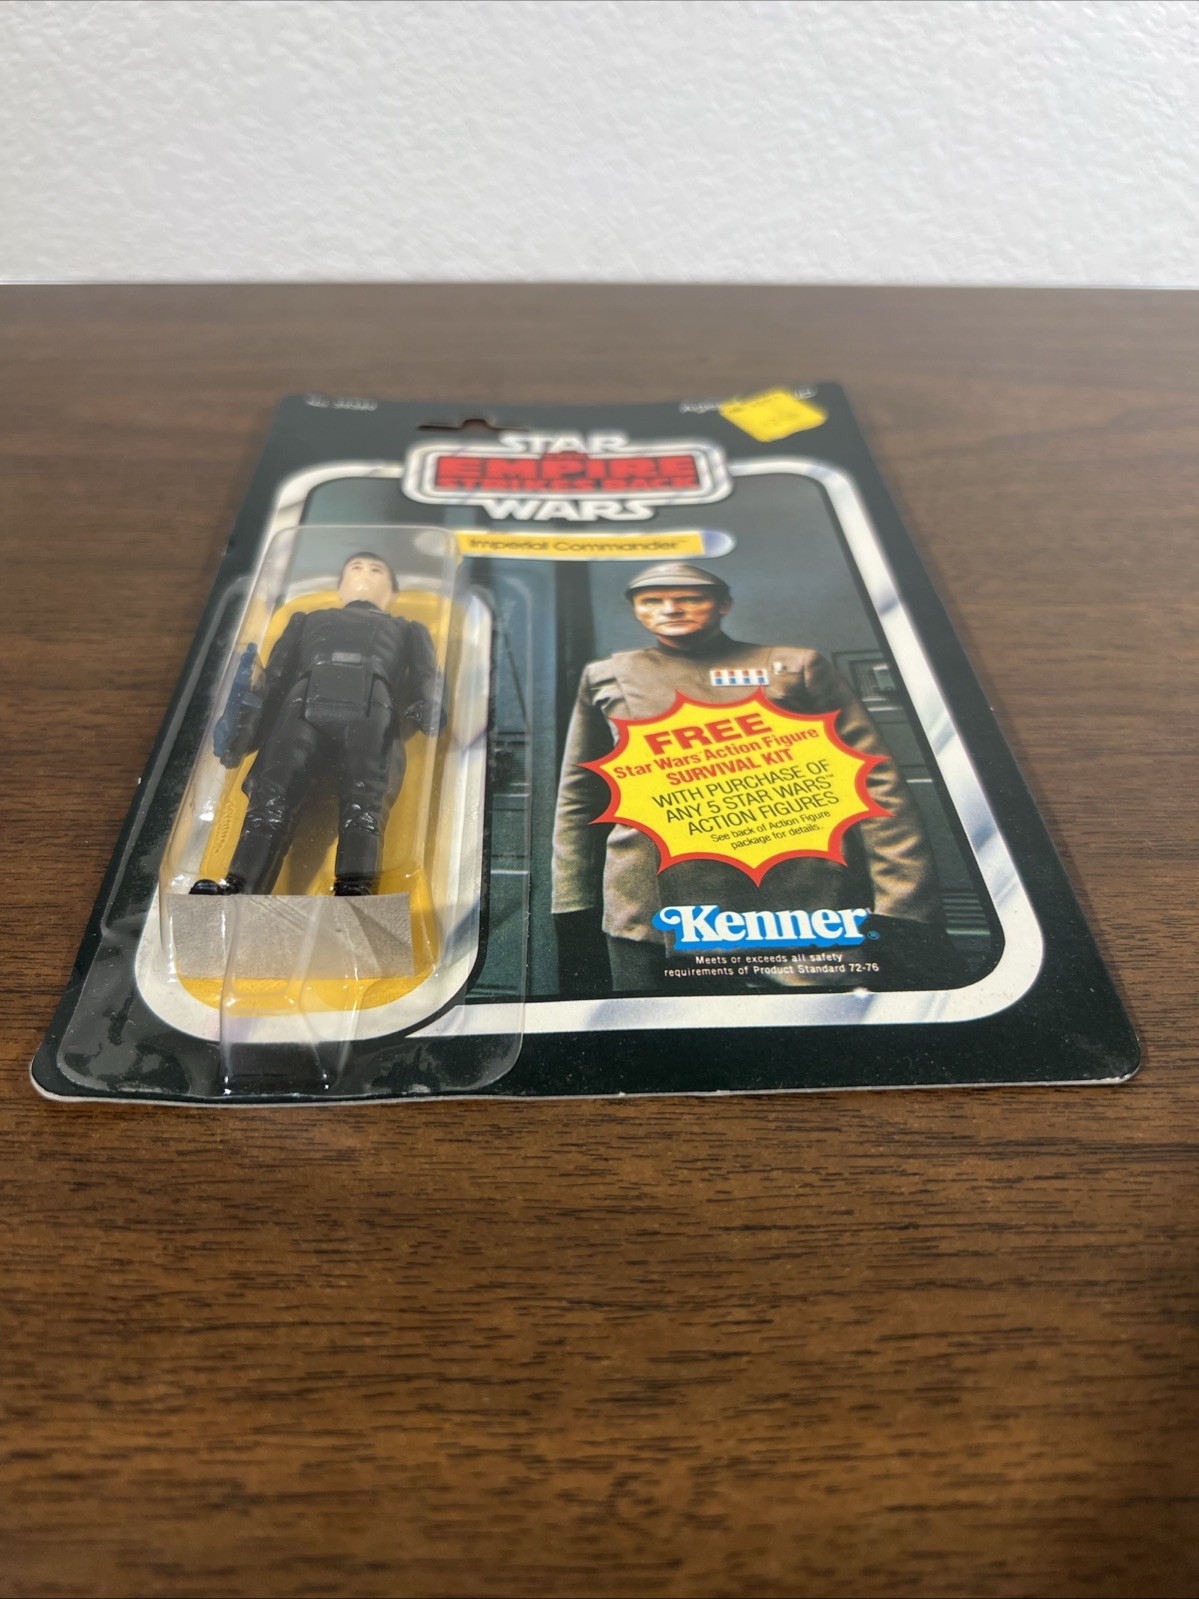 STAR
THE
EMPIRE
STRIKES BACK
WARS
Imperial Commander™
FREE
Star Wars Action Figure
SURVIVAL KIT
WITH PURCHASE OF
ANY 5 STAR WARS™
ACTION FIGURES
See back of Action Figure
package for details.
Kenner®
Meets or exceeds all safety
requirements of Product Standard 72-76